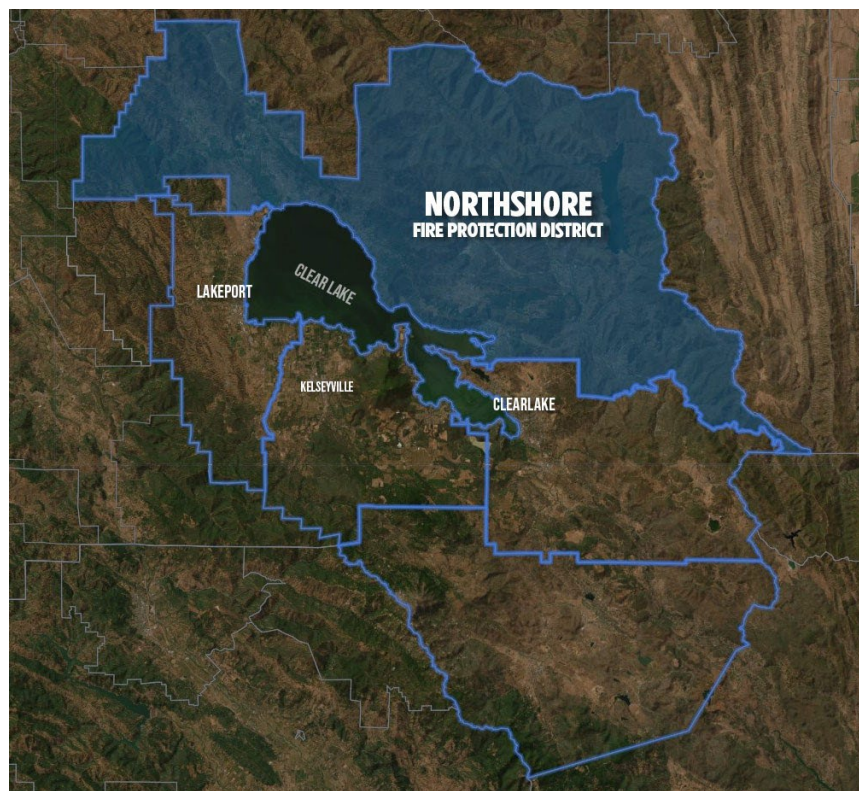 NORTHSHORE
FIRE PROTECTION DISTRICT
CLEAR LAKE
LAKEPORT
KELSEYVILLE
CLEARLAKE